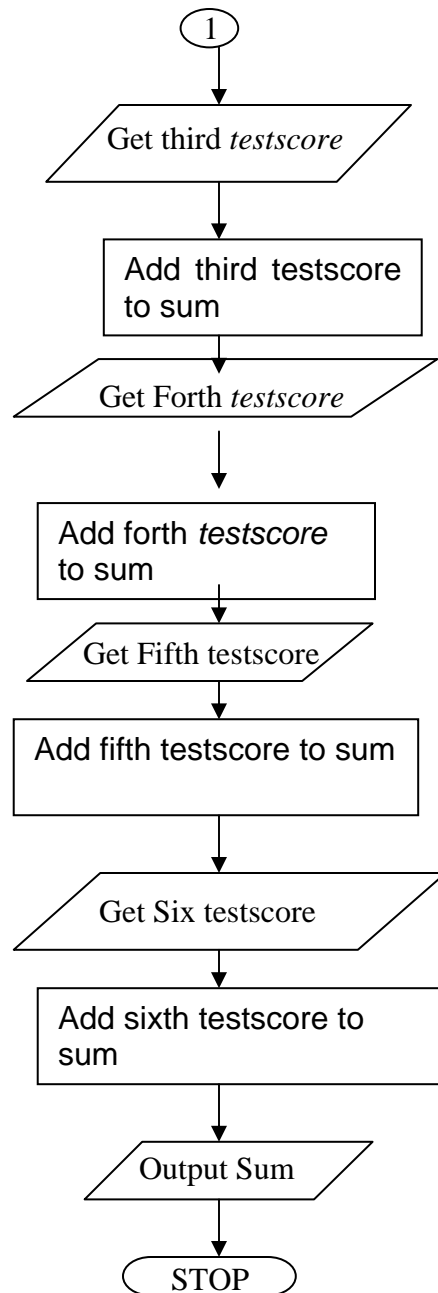 1
Get third testscore
Add third testscore
to sum
Get Forth testscore
Add forth testscore
to sum
Get Fifth testscore
Add fifth testscore to sum
Get Six testscore
Add sixth testscore to
sum
Output Sum
STOP